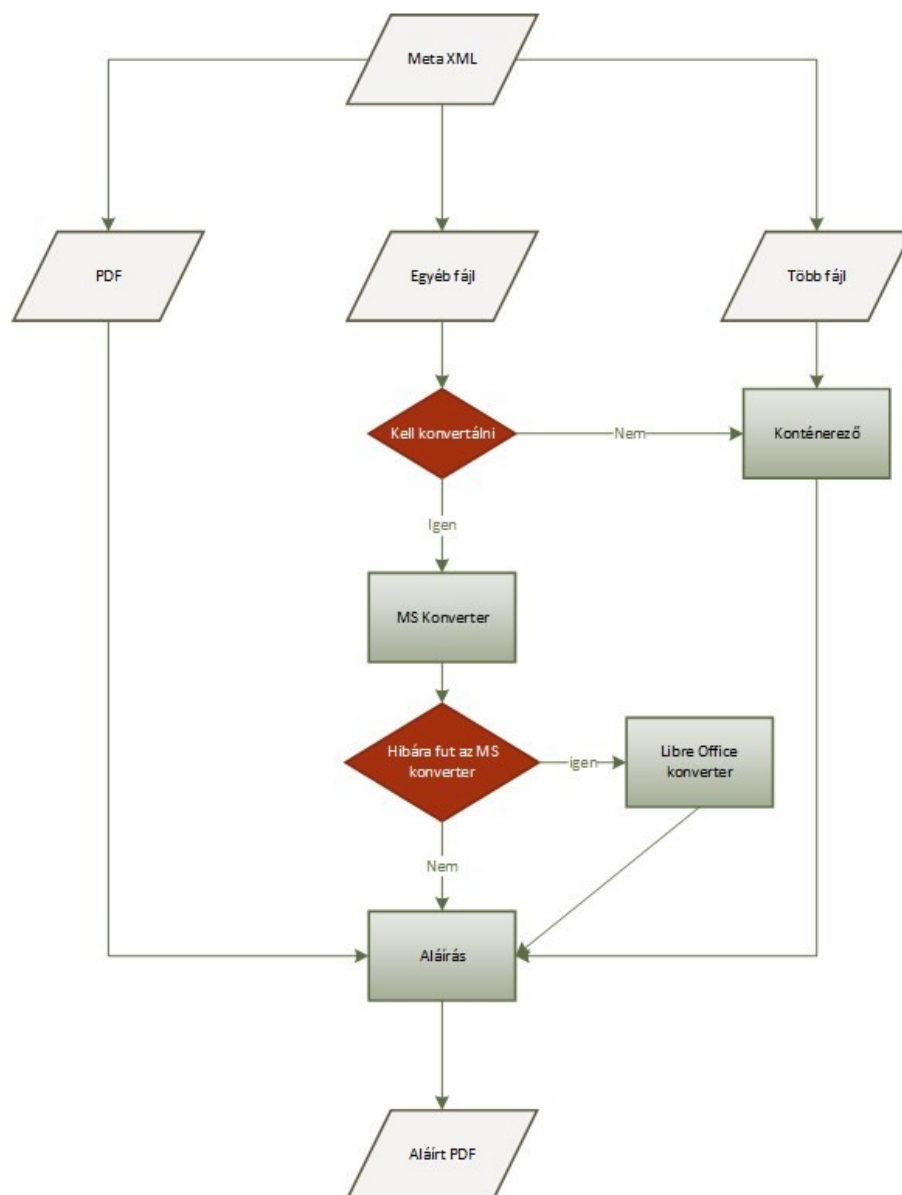 Meta XML
PDF
Egyéb fájl
Több fájl
Kell konvertálni
Nem
Konténerező
Igen
MS Konverter
Hibára fut az MS
konverter
igen
Libre Office
konverter
Nem
Aláírás
Aláírt PDF